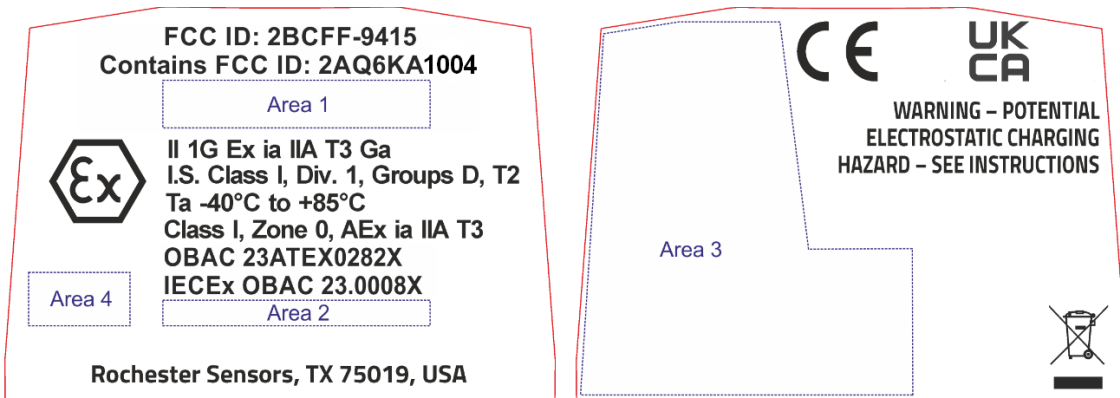 FCC ID: 2BCFF-9415
Contains FCC ID: 2AQ6KA1004
Area 1
Ex
II 1G Ex ia IIA T3 Ga
I.S. Class I, Div. 1, Groups D, T2
Ta -40°C to +85°C
Class I, Zone 0, AEx ia IIA T3
OBAC 23ATEX0282X
IECEx OBAC 23.0008X
Area 4
Area 2
Rochester Sensors, TX 75019, USA
CE
UK
CA
WARNING – POTENTIAL
ELECTROSTATIC CHARGING
HAZARD – SEE INSTRUCTIONS
Area 3